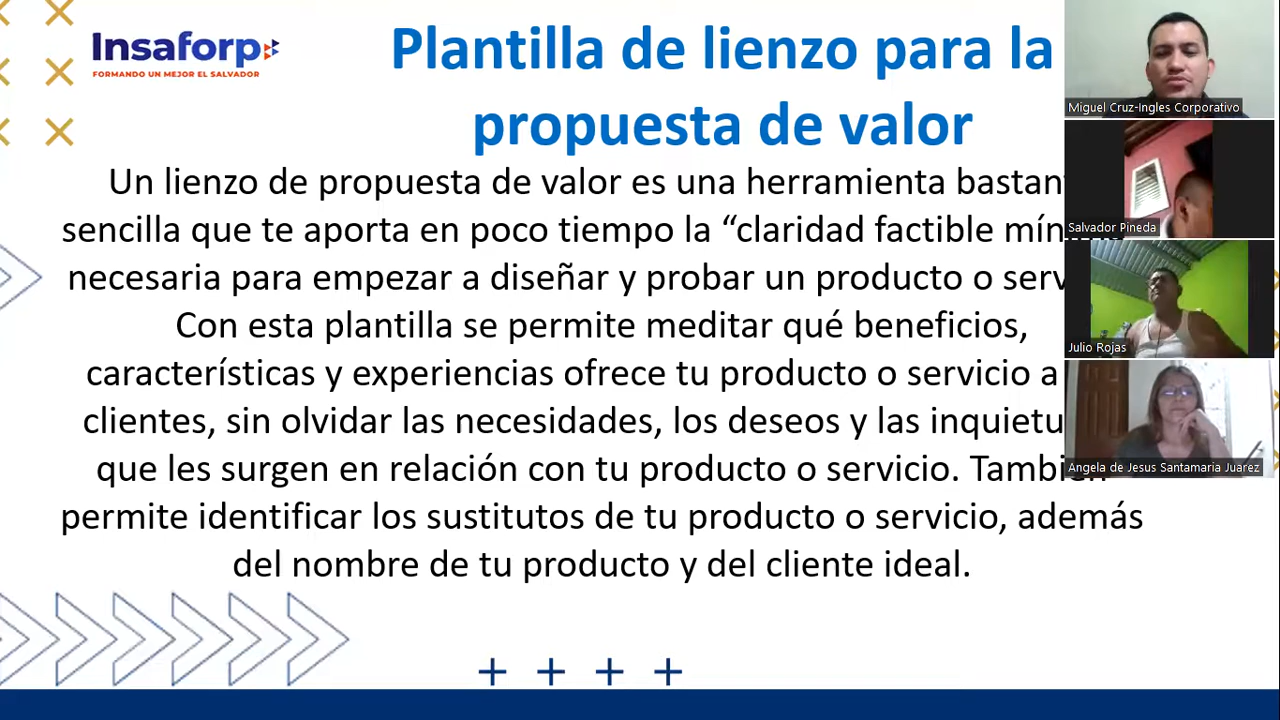 Insaforp
FORMANDO UN MEJOR EL SALVADOR
Plantilla de lienzo para la
propuesta de valor
Un lienzo de propuesta de valor es una herramienta
sencilla que te aporta en poco tiempo la “claridad factible
necesaria para empezar a diseñar y probar un producto o
Con esta plantilla se permite meditar qué beneficios,
características y experiencias ofrece tu producto o servicio a
clientes, sin olvidar las necesidades, los deseos y las
que les surgen en relación con tu producto o servicio. También
permite identificar los sustitutos de tu producto o servicio, además
del nombre de tu producto y del cliente ideal.
Miguel Cruz-Ingles Corporativo
Salvador Pineda
Julio Rojas
Angela de Jesus Santamaria Juarez